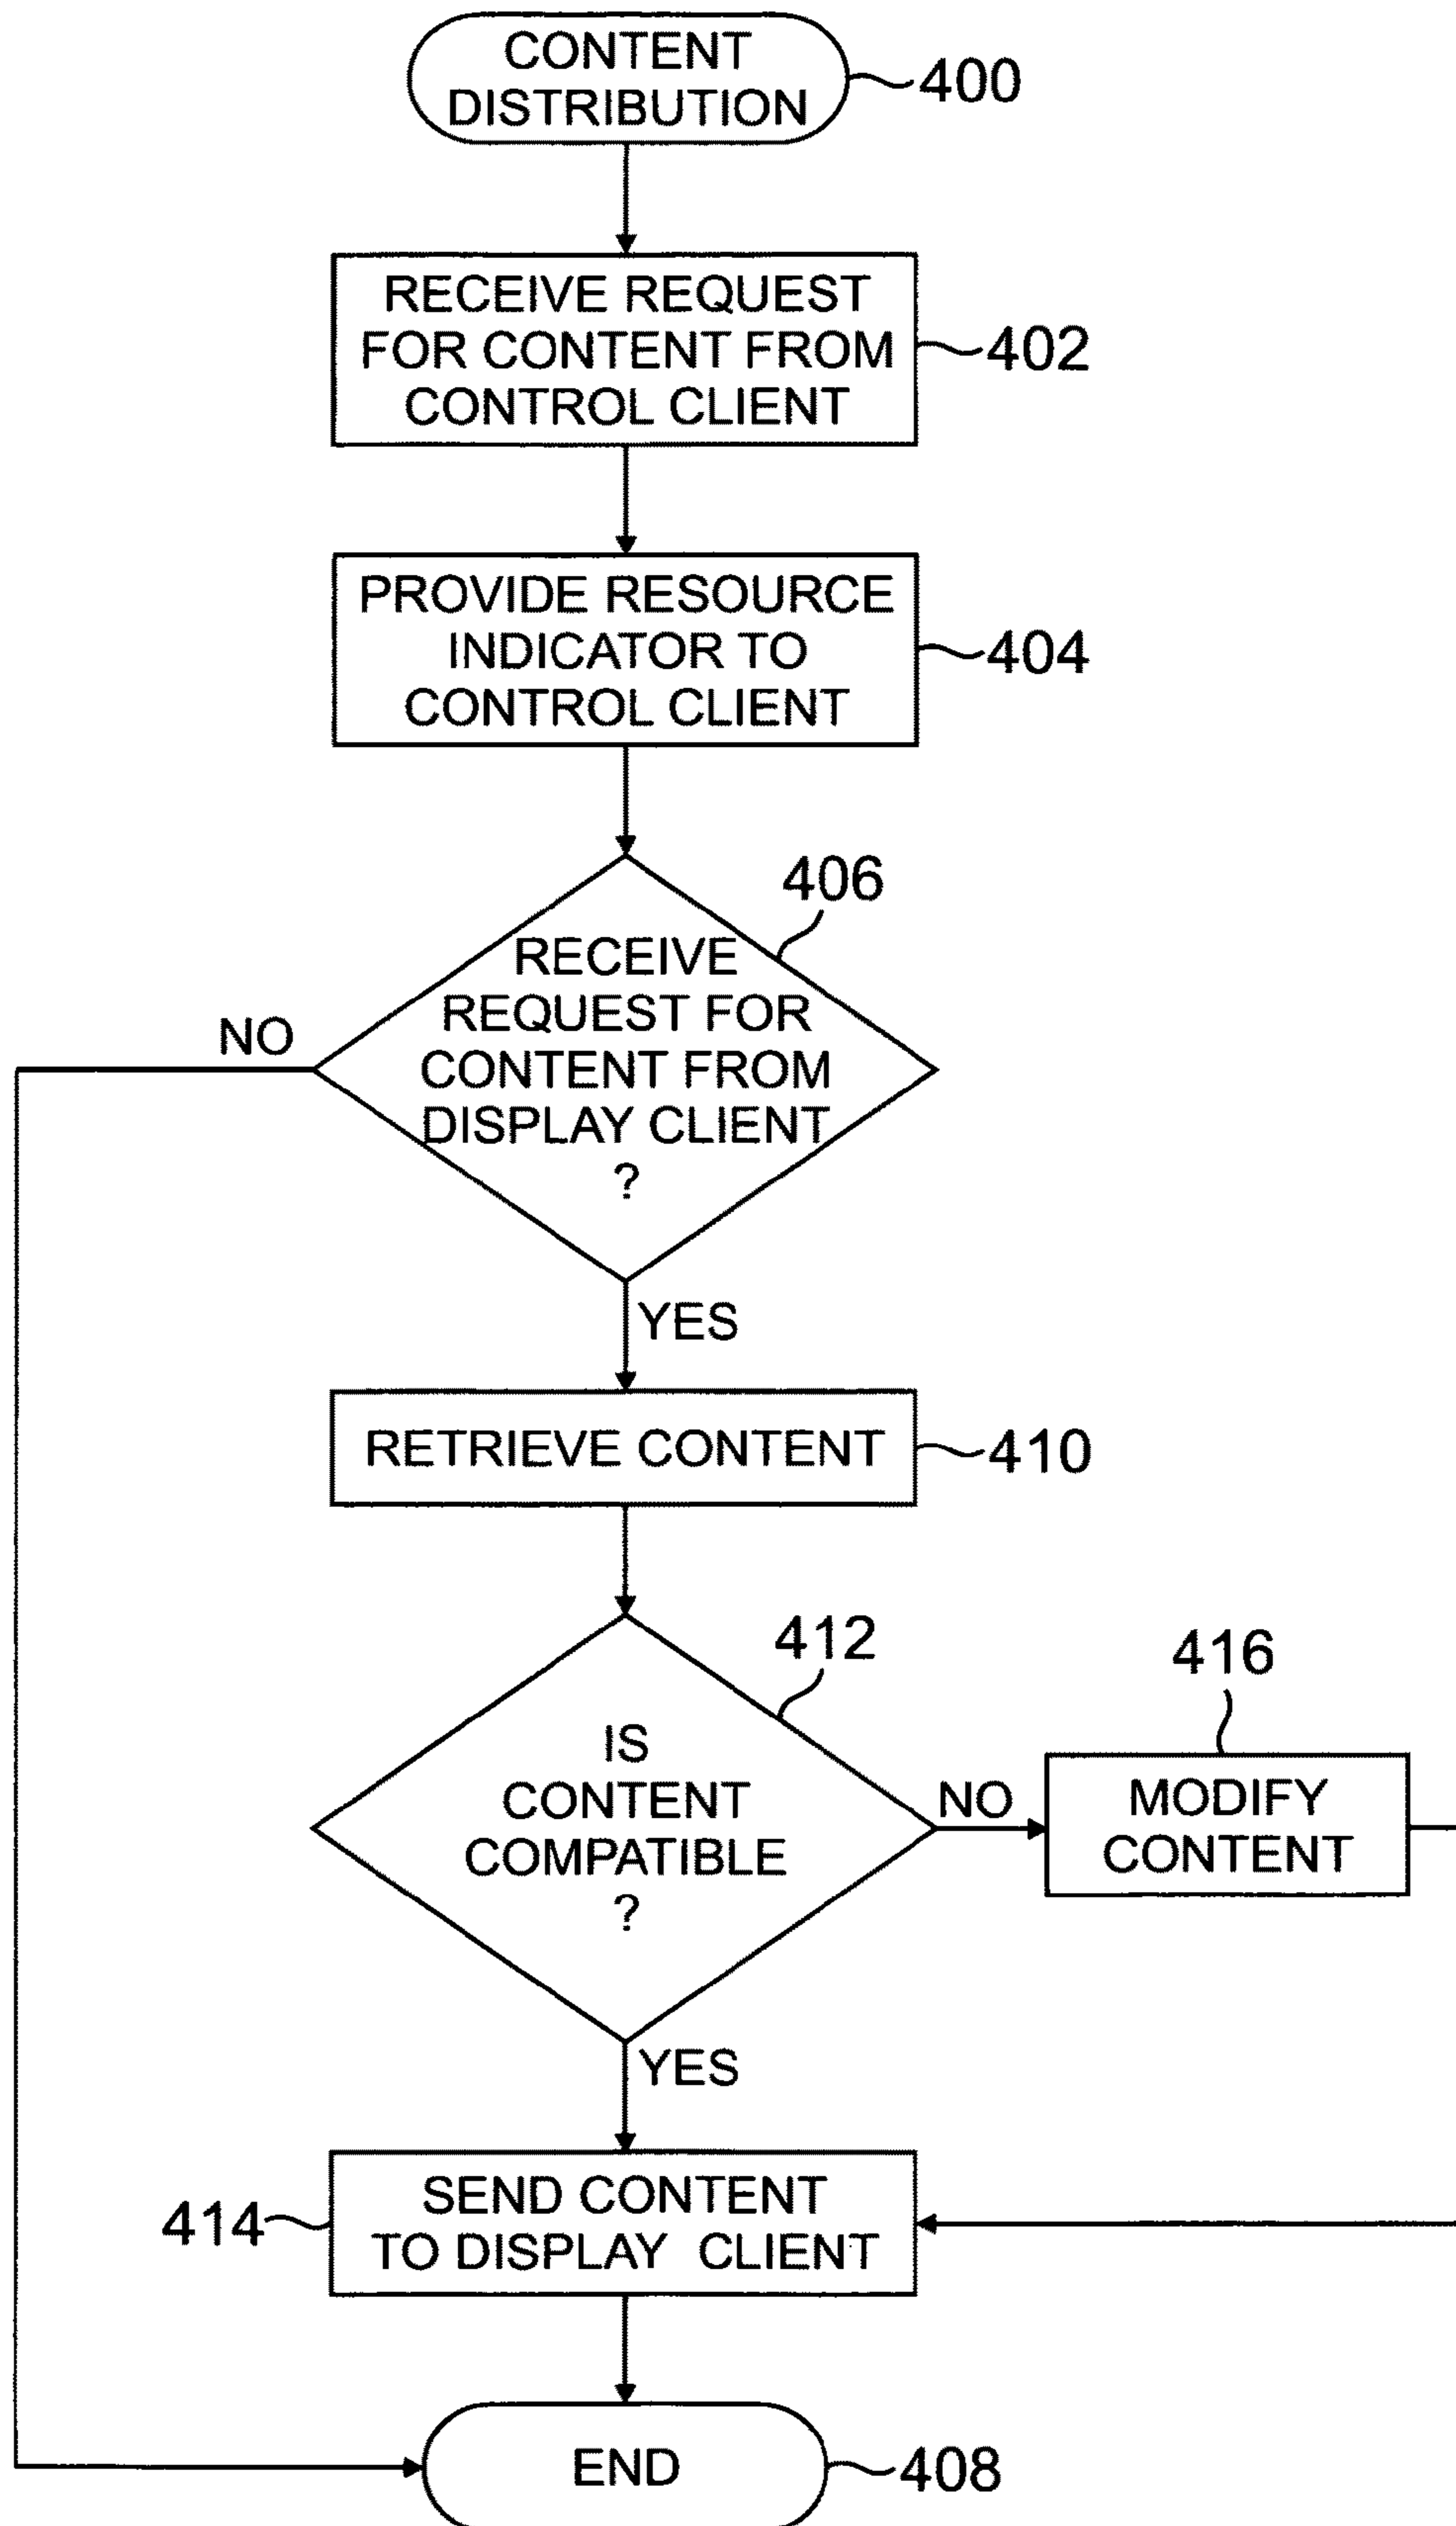 CONTENT
DISTRIBUTION
400
RECEIVE REQUEST
FOR CONTENT FROM
CONTROL CLIENT
402
PROVIDE RESOURCE
INDICATOR TO
CONTROL CLIENT
404
406
RECEIVE
REQUEST FOR
CONTENT FROM
DISPLAY CLIENT
?
NO
YES
RETRIEVE CONTENT
410
412
IS
CONTENT
COMPATIBLE
?
NO
416
MODIFY
CONTENT
YES
414
SEND CONTENT
TO DISPLAY CLIENT
END
408